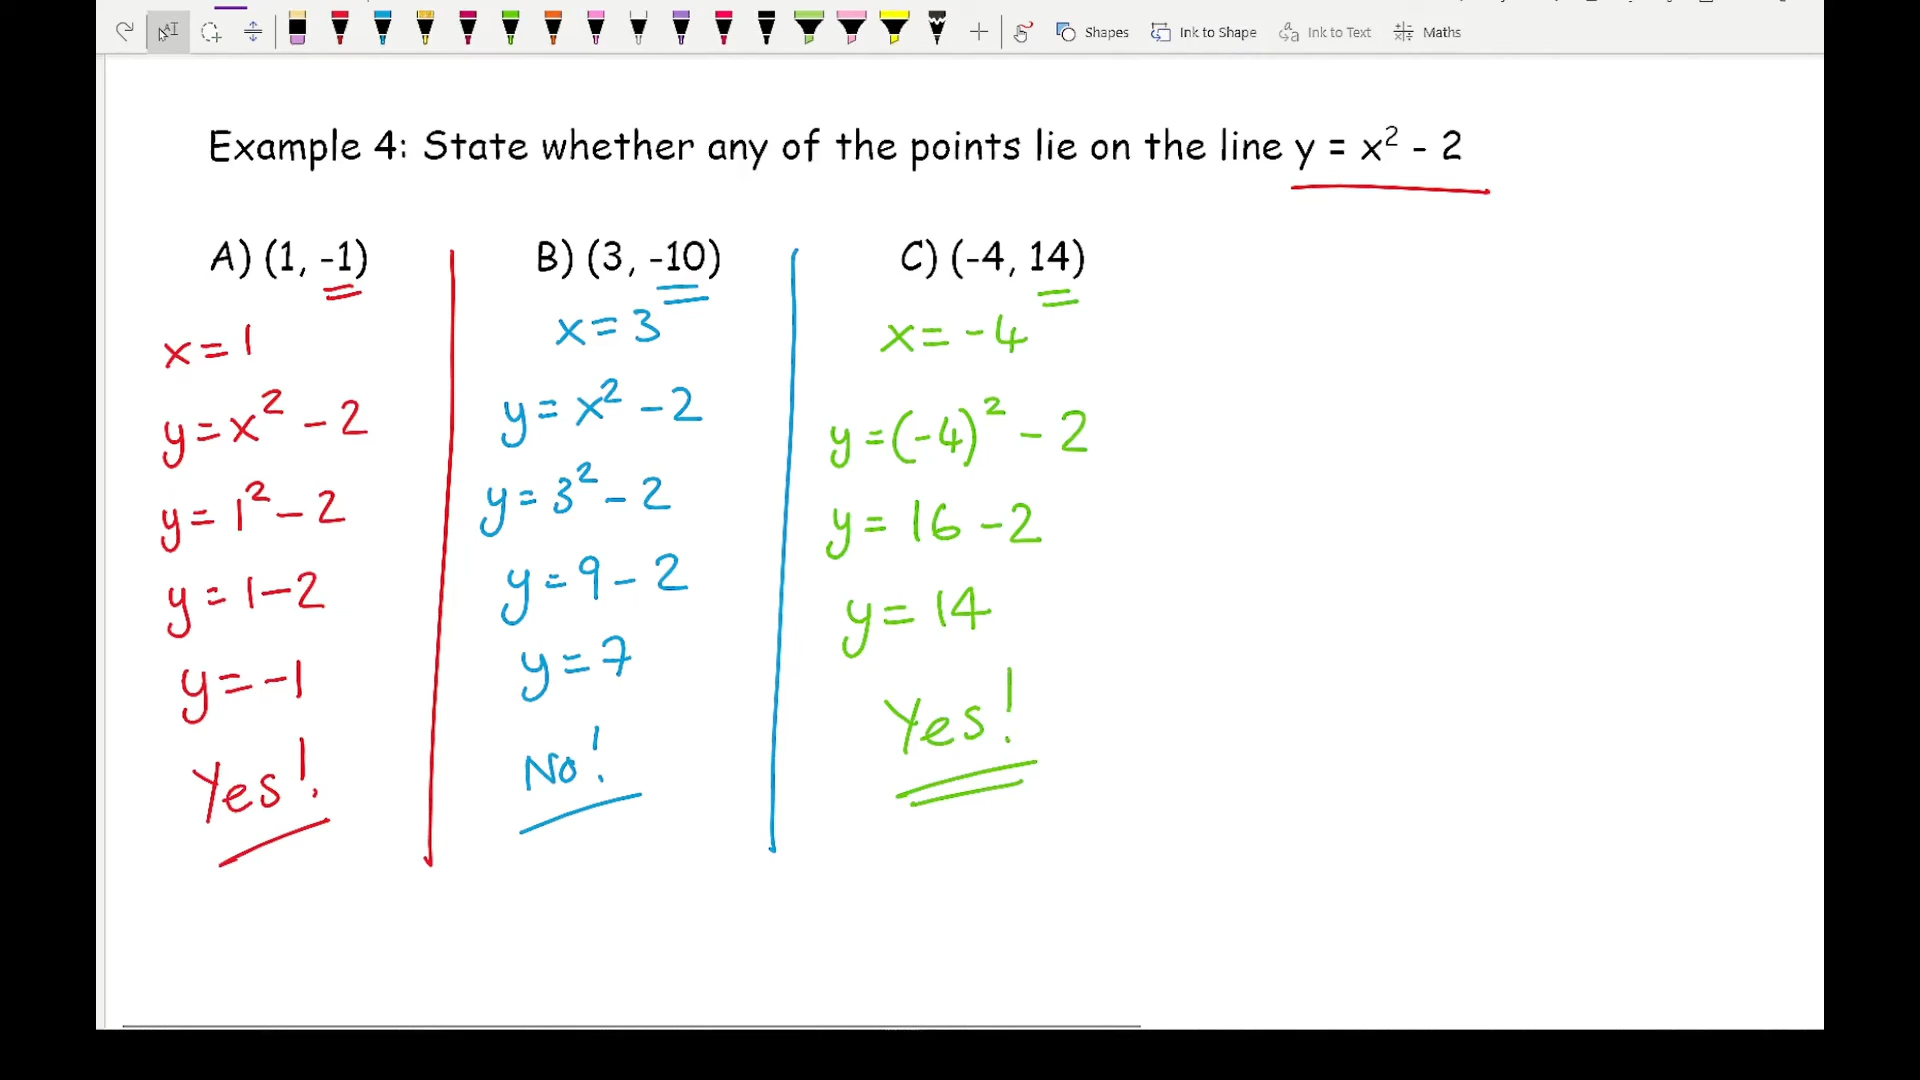 Shapes Ink to Shape Ink to Text Maths
Example 4: State whether any of the points lie on the line y = x² - 2
A) (1, -1)
x = 1
y = x² - 2
y = 1² - 2
y = 1 - 2
y = -1
Yes!
B) (3, -10)
x = 3
y = x² - 2
y = 3² - 2
y = 9 - 2
y = 7
No!
C) (-4, 14)
x = -4
y = (-4)² - 2
y = 16 - 2
y = 14
Yes!